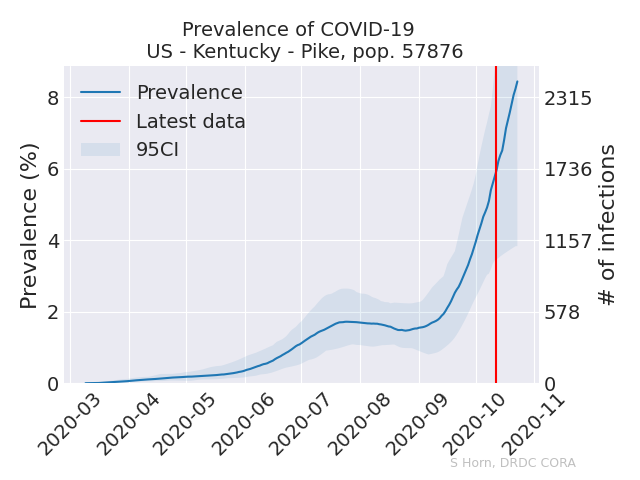 Prevalence of COVID-19
US - Kentucky - Pike, pop. 57876
Prevalence
Latest data
95CI
Prevalence (%)
8
6
4
2
0
2315
1736
1157
578
0
# of infections
2020-03
2020-04
2020-05
2020-06
2020-07
2020-08
2020-09
2020-10
2020-11
S Horn, DRDC CORA